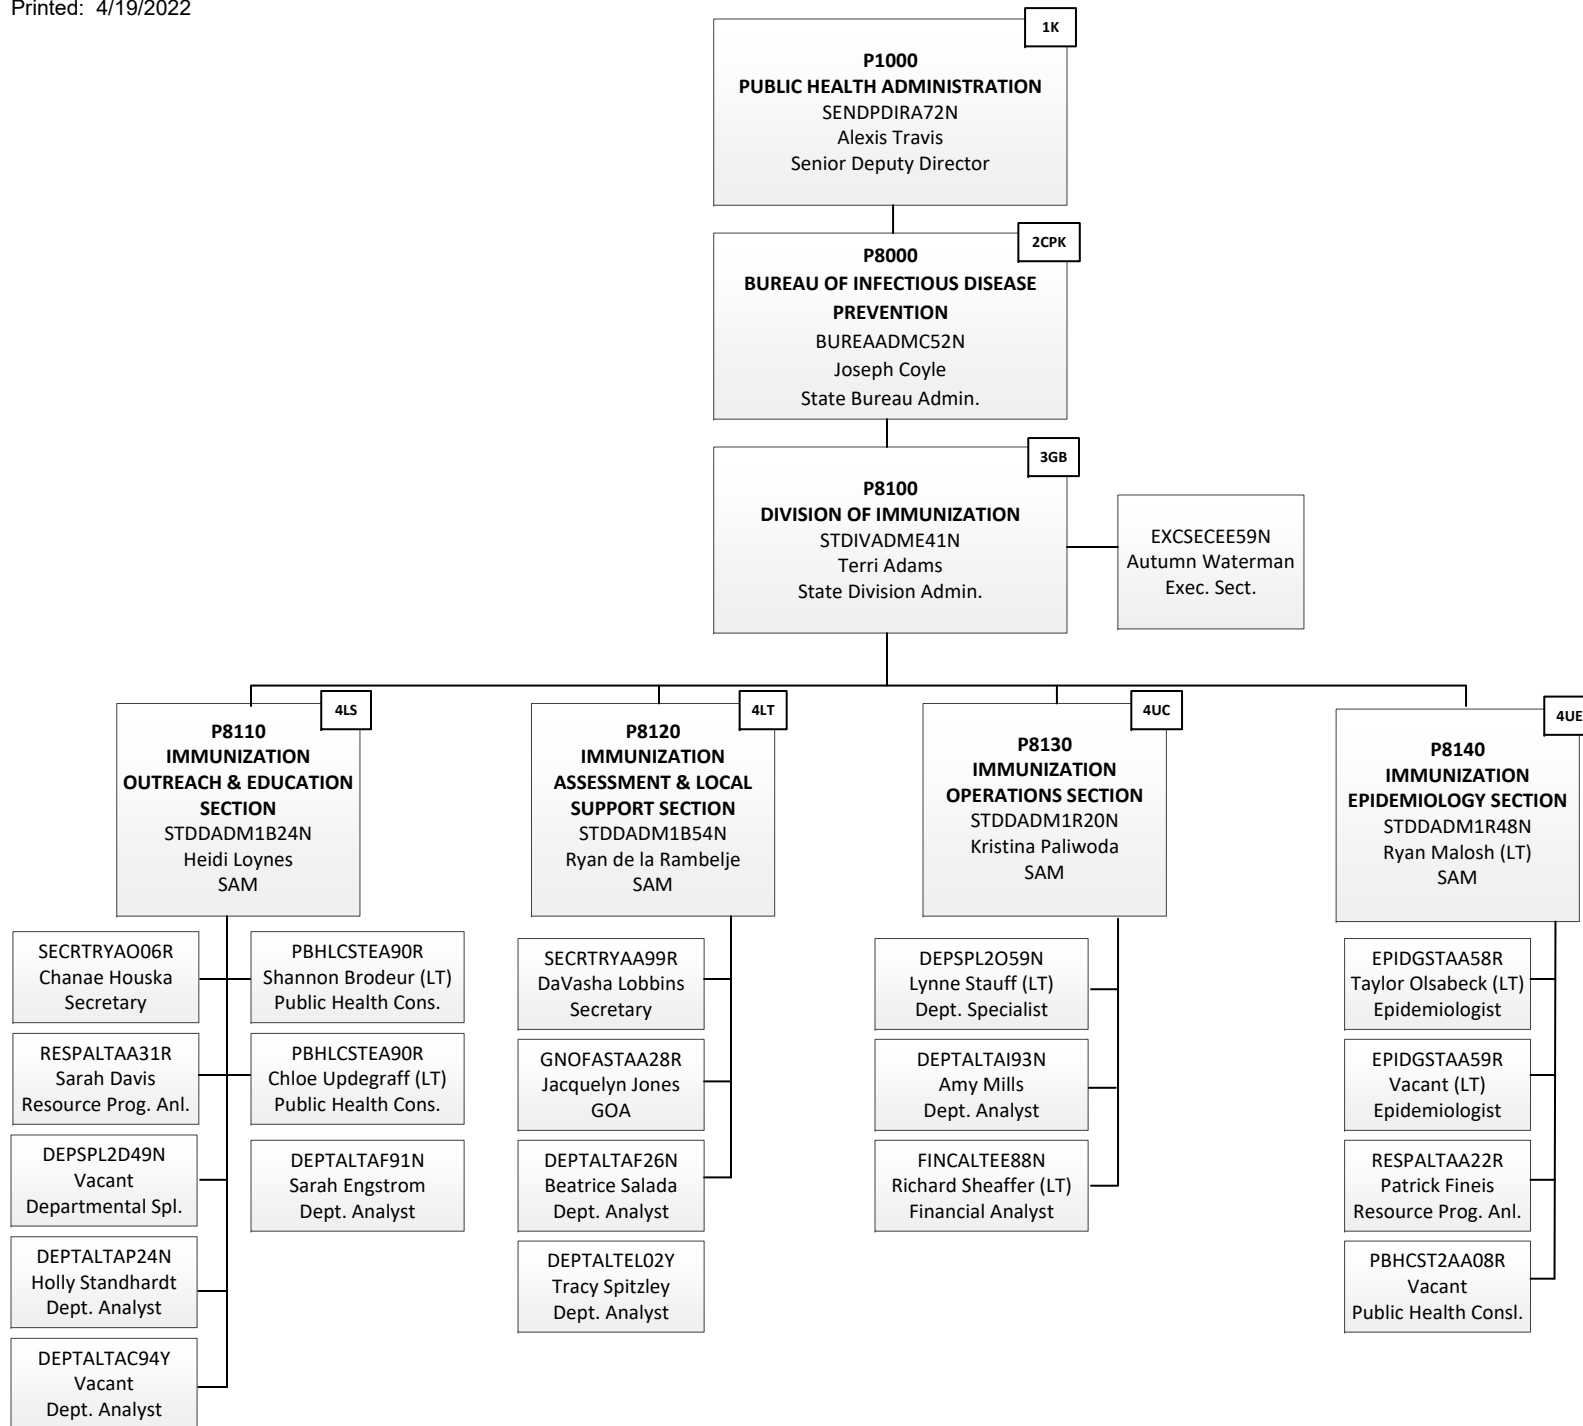 Printed: 4/19/2022
1K
P1000
PUBLIC HEALTH ADMINISTRATION
SENDPDIRA72N
Alexis Travis
Senior Deputy Director
2CPK
P8000
BUREAU OF INFECTIOUS DISEASE
PREVENTION
BUREAADMC52N
Joseph Coyle
State Bureau Admin.
3GB
P8100
DIVISION OF IMMUNIZATION
STDIVADME41N
Terri Adams
State Division Admin.
EXCSECEE59N
Autumn Waterman
Exec. Sect.
4LS
P8110
IMMUNIZATION
OUTREACH & EDUCATION
SECTION
STDDADM1B24N
Heidi Loynes
SAM
SECRTRYAO06R
Chanae Houska
Secretary
RESPALTAA31R
Sarah Davis
Resource Prog. Anl.
DEPSPL2D49N
Vacant
Departmental Spl.
DEPTALTAP24N
Holly Standhardt
Dept. Analyst
DEPTALTAC94Y
Vacant
Dept. Analyst
PBHLCSTEA90R
Shannon Brodeur (LT)
Public Health Cons.
PBHLCSTEA90R
Chloe Updegraff (LT)
Public Health Cons.
DEPTALTAF91N
Sarah Engstrom
Dept. Analyst
4LT
P8120
IMMUNIZATION
ASSESSMENT & LOCAL
SUPPORT SECTION
STDDADM1B54N
Ryan de la Rambelje
SAM
SECRTRYAA99R
DaVasha Lobbins
Secretary
GNOFASTAA28R
Jacquelyn Jones
GOA
DEPTALTAF26N
Beatrice Salada
Dept. Analyst
DEPTALTEL02Y
Tracy Spitzley
Dept. Analyst
4UC
P8130
IMMUNIZATION
OPERATIONS SECTION
STDDADM1R20N
Kristina Paliwoda
SAM
DEPSPL2O59N
Lynne Stauff (LT)
Dept. Specialist
DEPTALTAI93N
Amy Mills
Dept. Analyst
FINCALTEE88N
Richard Sheaffer (LT)
Financial Analyst
4UE
P8140
IMMUNIZATION
EPIDEMIOLOGY SECTION
STDDADM1R48N
Ryan Malosh (LT)
SAM
EPIDGSTAA58R
Taylor Olsabeck (LT)
Epidemiologist
EPIDGSTAA59R
Vacant (LT)
Epidemiologist
RESPALTAA22R
Patrick Fineis
Resource Prog. Anl.
PBHCST2AA08R
Vacant
Public Health Consl.